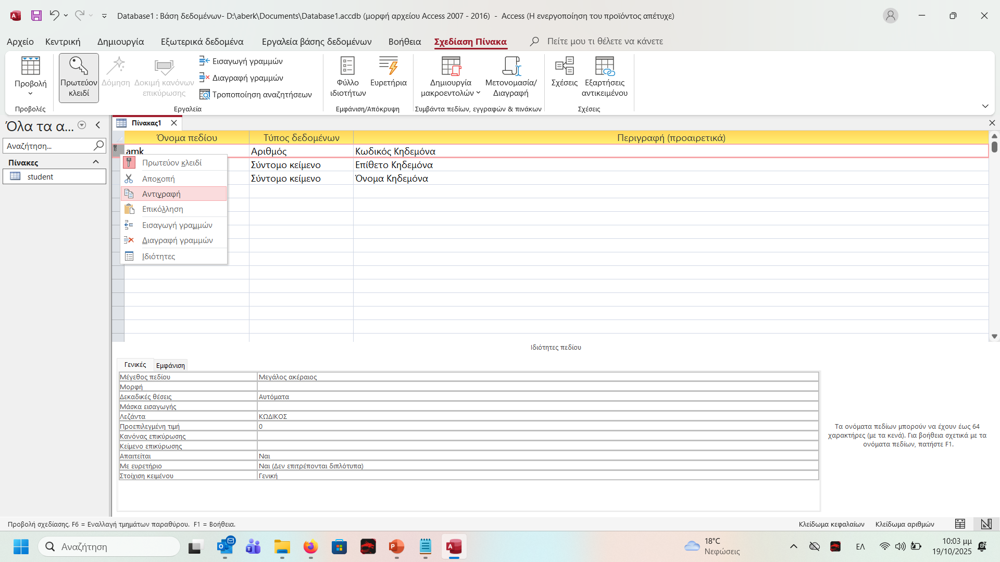 Database1 : Βάση δεδομένων- D:\aberk\Documents\Database1.accdb (μορφή αρχείου Access 2007 - 2016)  -  Access (Η ενεργοποίηση του προϊόντος απέτυχε)
Αρχείο Κεντρική Δημιουργία Εξωτερικά δεδομένα Εργαλεία βάσης δεδομένων Βοήθεια Σχεδίαση Πίνακα Πείτε μου τι θέλετε να κάνετε
Προβολή
Προβολές
Πρωτεύον
κλειδί
Δόμηση
Δοκιμή κανόνων
επικύρωσης
Εισαγωγή γραμμών
Διαγραφή γραμμών
Τροποποίηση αναζητήσεων
Εργαλεία
Φύλλο
ιδιοτήτων
Ευρετήρια
Εμφάνιση/Απόκρυψη
Δημιουργία
μακροεντολών
Μετονομασία/
Διαγραφή
Συμβάντα πεδίων, εγγραφών & πινάκων
Σχέσεις
Εξαρτήσεις
αντικειμένου
Σχέσεις
Όλα τα α...
Αναζήτηση...
Πίνακες
student
Πίνακας1
Όνομα πεδίου Τύπος δεδομένων Περιγραφή (προαιρετικά)
amk Αριθμός Κωδικός Κηδεμόνα
Σύντομο κείμενο Επίθετο Κηδεμόνα
Σύντομο κείμενο Όνομα Κηδεμόνα
Πρωτεύον κλειδί
Αποκοπή
Αντιγραφή
Επικόλληση
Εισαγωγή γραμμών
Διαγραφή γραμμών
Ιδιότητες
Ιδιότητες πεδίου
Γενικές Εμφάνιση
Μέγεθος πεδίου Μεγάλος ακέραιος
Μορφή
Δεκαδικές θέσεις Αυτόματα
Μάσκα εισαγωγής
Λεζάντα ΚΩΔΙΚΟΣ
Προεπιλεγμένη τιμή 0
Κανόνας επικύρωσης
Κείμενο επικύρωσης
Απαιτείται Ναι
Με ευρετήριο Ναι (Δεν επιτρέπονται διπλότυπα)
Στοίχιση κειμένου Γενική
Τα ονόματα πεδίων μπορούν να έχουν έως 64
χαρακτήρες (με τα κενά). Για βοήθεια σχετικά με τα
ονόματα πεδίων, πατήστε F1.
Προβολή σχεδίασης. F6 = Εναλλαγή τμημάτων παραθύρου.  F1 = Βοήθεια. Κλείδωμα κεφαλαίων Κλείδωμα αριθμών
Αναζήτηση
18°C
Νεφώσεις
ΕΛ
10:03 μμ
19/10/2025